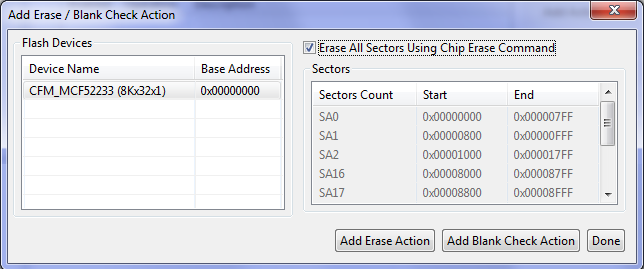 Add Erase / Blank Check Action
Flash Devices
Device Name Base Address
CFM_MCF52233 (8Kx32x1) 0x00000000
Erase All Sectors Using Chip Erase Command
Sectors
Sectors Count Start End
SA0 0x00000000 0x000007FF
SA1 0x00000800 0x00000FFF
SA2 0x00001000 0x000017FF
SA16 0x00008000 0x000087FF
SA17 0x00008800 0x00008FFF
Add Erase Action Add Blank Check Action Done